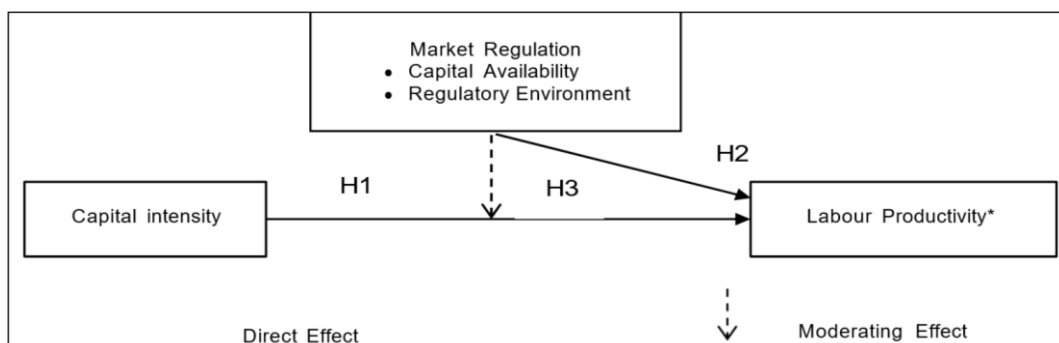 Market Regulation
• Capital Availability
• Regulatory Environment
H2
H1
H3
Capital intensity
Labour Productivity*
Direct Effect
Moderating Effect